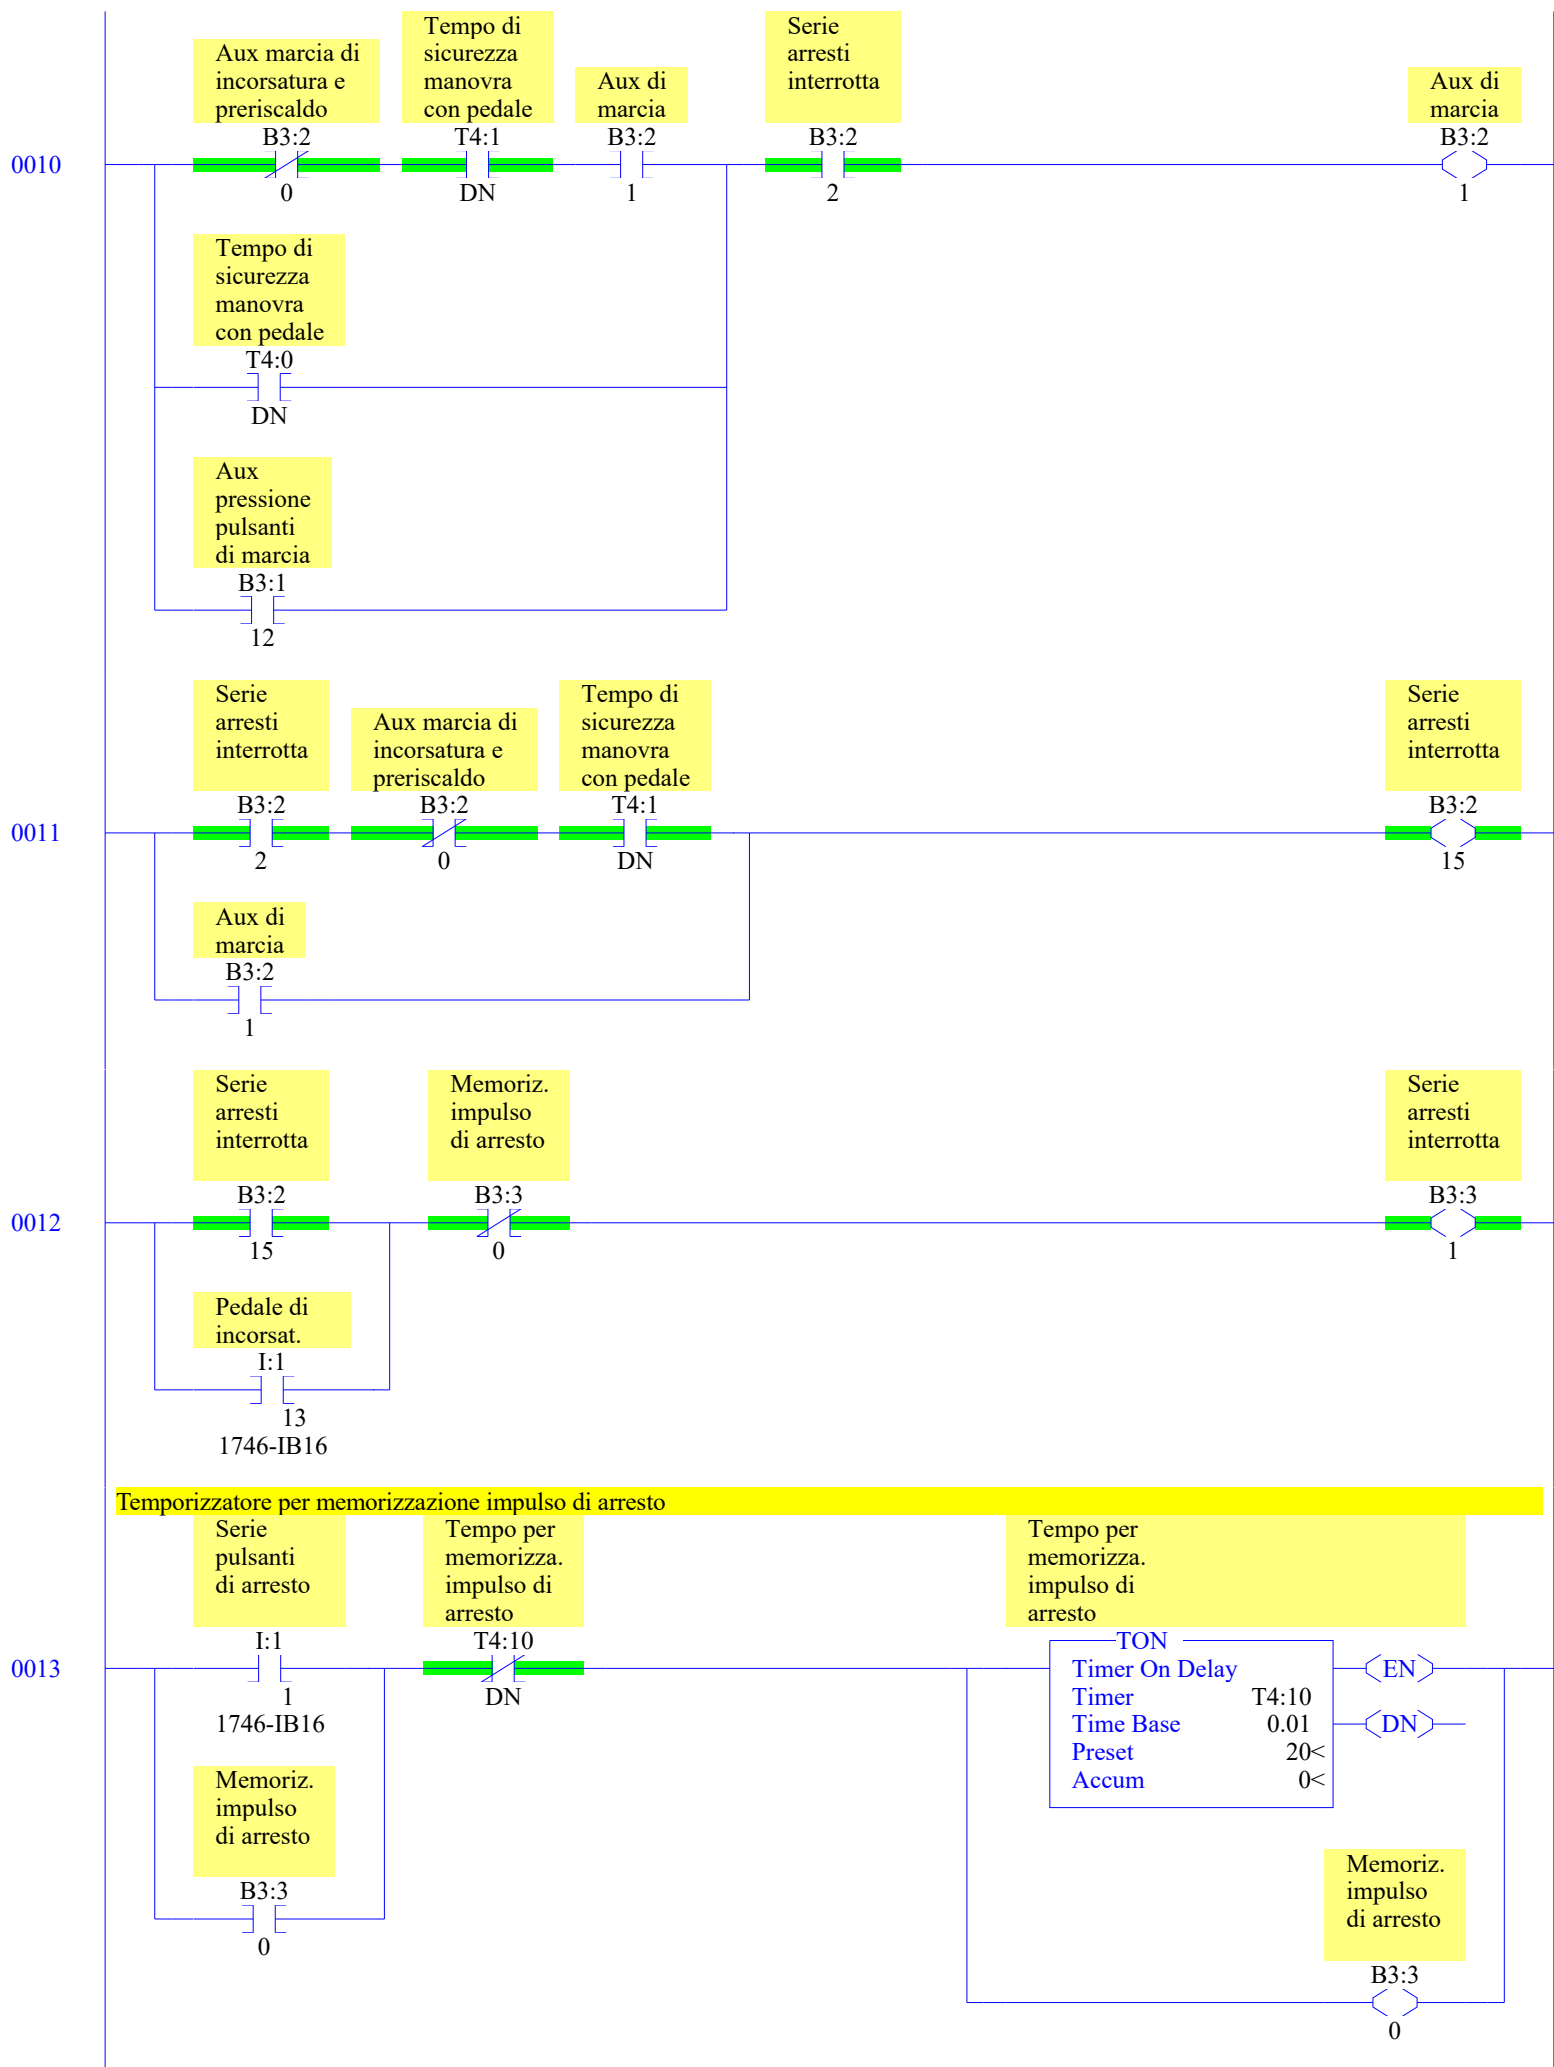 Aux marcia di
incorsatura e
preriscaldo
B3:2
0
Tempo di
sicurezza
manovra
con pedale
T4:1
DN
Aux di
marcia
B3:2
1
Serie
arresti
interrotta
B3:2
2
Aux di
marcia
B3:2
1
0010
Tempo di
sicurezza
manovra
con pedale
T4:0
DN
Aux
pressione
pulsanti
di marcia
B3:1
12
Serie
arresti
interrotta
B3:2
2
Aux marcia di
incorsatura e
preriscaldo
B3:2
0
Tempo di
sicurezza
manovra
con pedale
T4:1
DN
Serie
arresti
interrotta
B3:2
15
0011
Aux di
marcia
B3:2
1
Serie
arresti
interrotta
B3:2
15
Memoriz.
impulso
di arresto
B3:3
0
Serie
arresti
interrotta
B3:3
1
0012
Pedale di
incorsat.
I:1
13
1746-IB16
Temporizzatore per memorizzazione impulso di arresto
Serie
pulsanti
di arresto
I:1
1
1746-IB16
Tempo per
memorizza.
impulso di
arresto
T4:10
DN
Tempo per
memorizza.
impulso di
arresto
0013
TON
Timer On Delay
Timer T4:10
Time Base 0.01
Preset 20<
Accum 0<
EN
DN
Memoriz.
impulso
di arresto
B3:3
0
Memoriz.
impulso
di arresto
B3:3
0